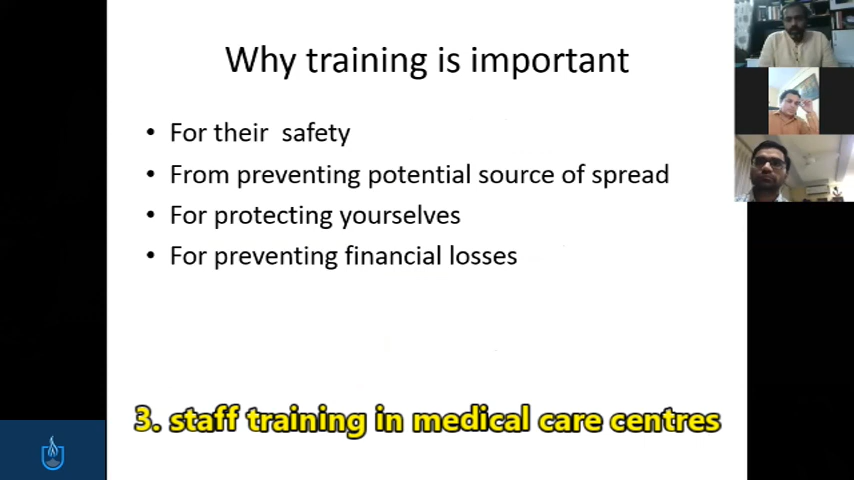 Why training is important
• For their safety
• From preventing potential source of spread
• For protecting yourselves
• For preventing financial losses
3. staff training in medical care centres